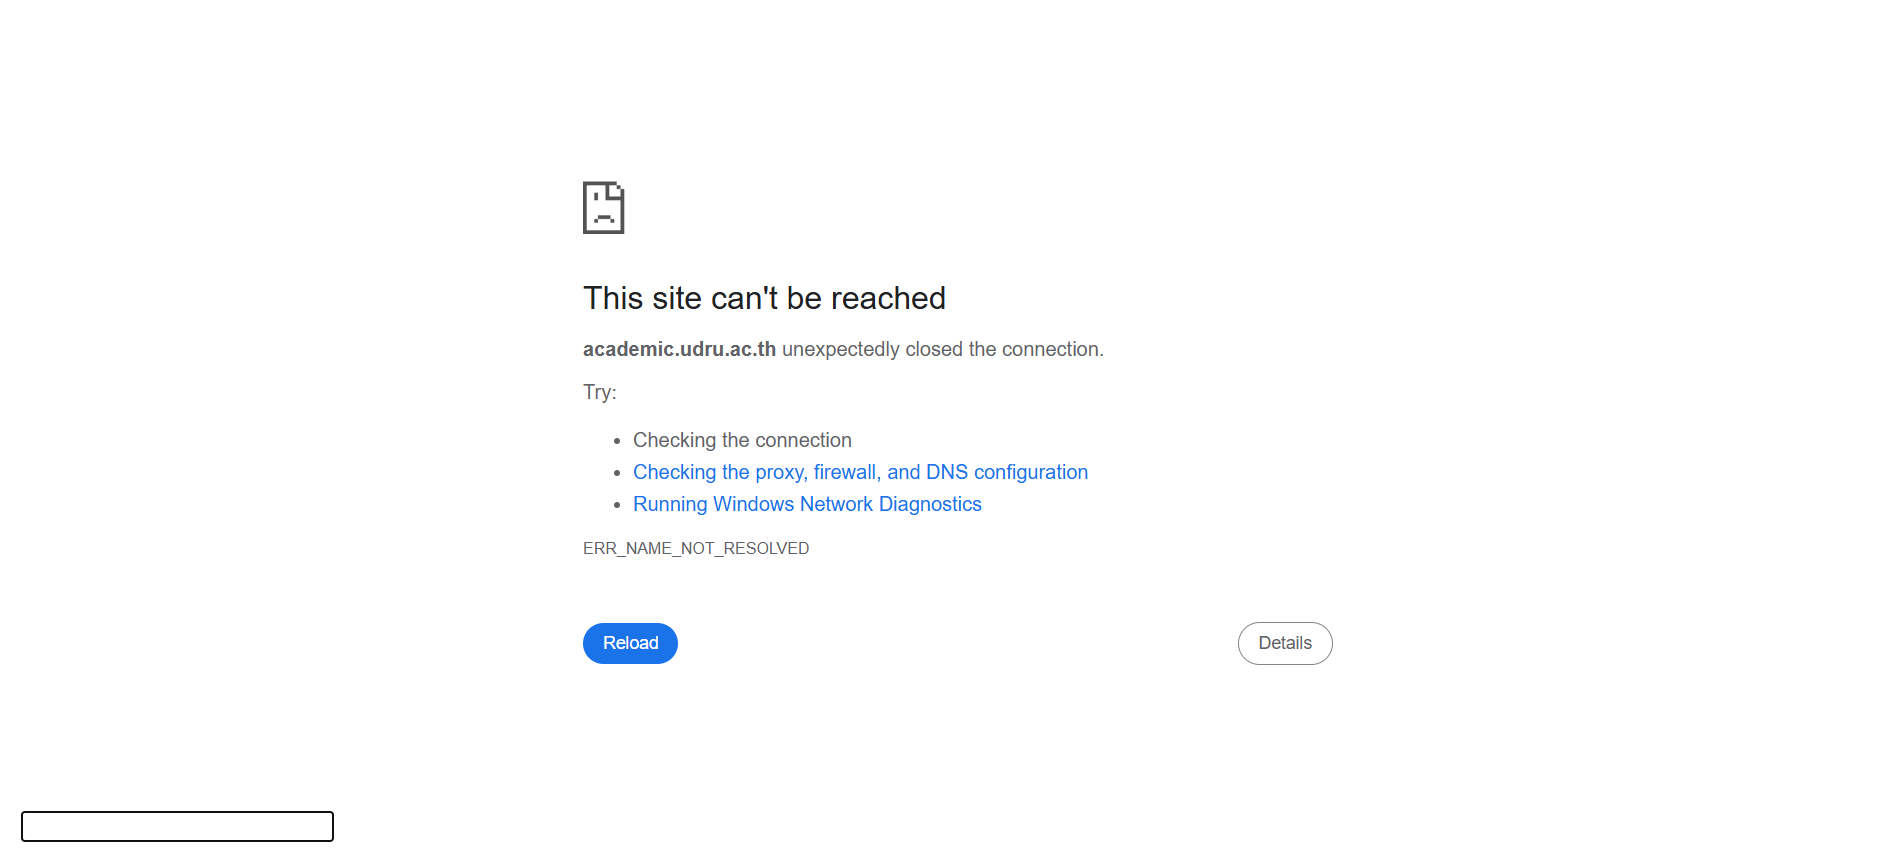 This site can't be reached
academic.udru.ac.th unexpectedly closed the connection.
Try:
Checking the connection
Checking the proxy, firewall, and DNS configuration
Running Windows Network Diagnostics
ERR_NAME_NOT_RESOLVED
Reload
Details